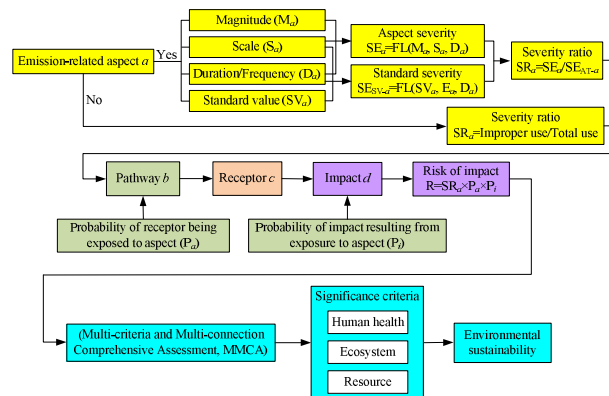 Magnitude (Ma)
Scale (Sa)
Duration/Frequency (Da)
Standard value (SVa)
Emission-related aspect a
Yes
No
Aspect severity
SEa=FL(Ma, Sa, Da)
Standard severity
SESV-a=FL(SVa, Ea, Da)
Severity ratio
SRa=SEa/SEAT-a
Severity ratio
SRa=Improper use/Total use
Pathway b
Receptor c
Impact d
Risk of impact
R=SRa×Pa×Pi
Probability of receptor being
exposed to aspect (Pa)
Probability of impact resulting from
exposure to aspect (Pi)
(Multi-criteria and Multi-connection
Comprehensive Assessment, MMCA)
Significance criteria
Human health
Ecosystem
Resource
Environmental
sustainability